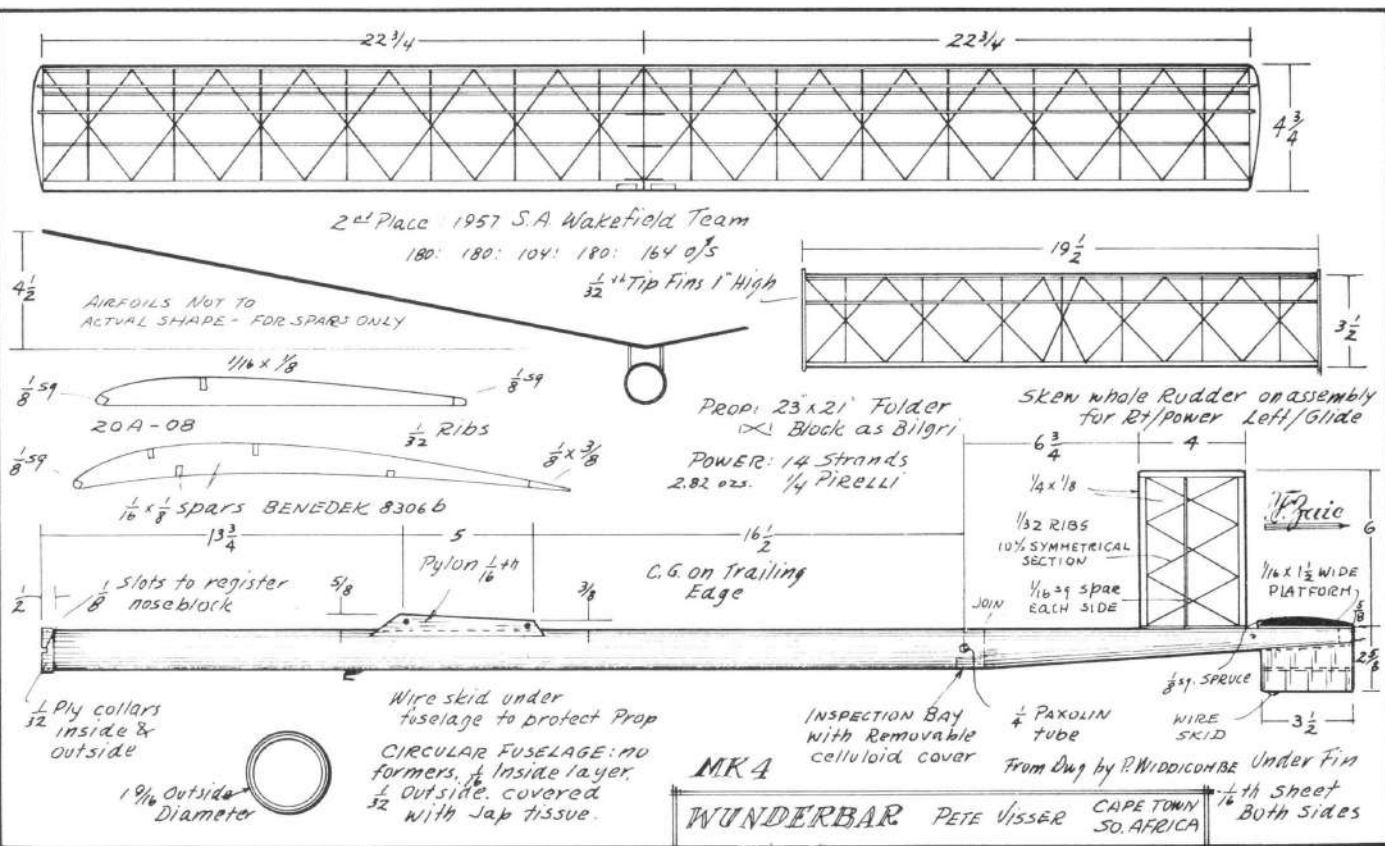 22 3/4
22 3/4
4 3/4
2nd Place 1957 S.A. Wakefield Team
180: 180: 104: 180: 164 o/s
1/32 th Tip Fins 1" High
19 1/2
3 1/2
4 1/2
AIRFOILS NOT TO
ACTUAL SHAPE - FOR SPARS ONLY
1/16 x 1/8
1/8 sq
1/8 sq
20A-08
1/32 Ribs
1/8 sq
1/8 x 3/8
1/16 x 1/8 spars BENEDEK 8306b
PROP: 23 x 21 Folder
Block as Bilgri
POWER: 14 Strands
2.82 ozs. 1/4 PIRELLI
Skew whole Rudder on assembly
for Rt/power Left/Glide
6 3/4
4
1/4 x 1/8
1/32 RIBS
10% SYMMETRICAL
SECTION
1/16 sq spar
EACH SIDE
F. Zaic
6
1/16 x 1 1/2 WIDE
PLATFORM
5/8
2 5/8
13 3/4
5
16 1/2
1/2
1/8 Slots to register
noseblock
5/8
Pylon 1/16 th
3/8
C.G. on Trailing
Edge
JOIN
1/8 sq. SPRUCE
WIRE
SKID
3 1/2
1/32 Ply collars
inside &
outside
Wire skid under
fuselage to protect Prop
CIRCULAR FUSELAGE: no
formers, 1/16 Inside layer,
1/32 Outside. covered
with Jap tissue.
1 9/16 Outside
Diameter
INSPECTION BAY
with Removable
celluloid cover
1/4 PAXOLIN
tube
MK 4
From Dwg by P. WIDDICOMBE
Under Fin
1/16 th sheet
Both Sides
WUNDERBAR PETE VISSER CAPE TOWN
SO. AFRICA